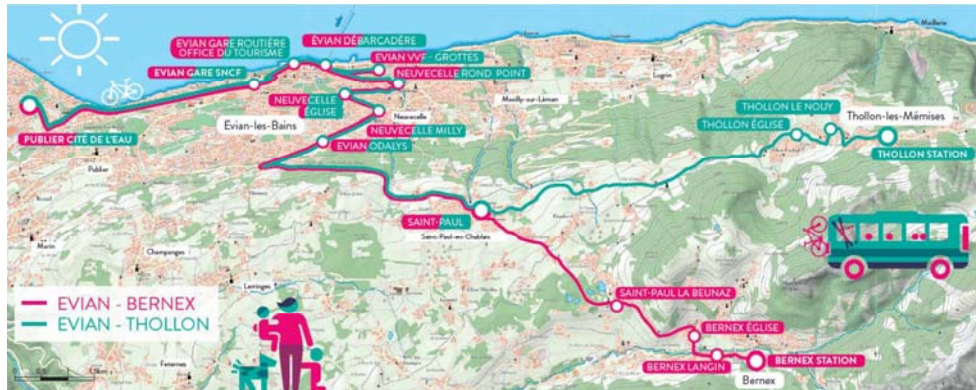 EVIAN GARE ROUTIÈRE
OFFICE DU TOURISME
ÉVIAN DÉBARCADÈRE
EVIAN VVF - GROTTES
EVIAN GARE SNCF
NEUVECELLE ROND POINT
NEUVECELLE
ÉGLISE
Neuvecelle
NEUVECELLE MILLY
EVIAN ODALYS
Evian-les-Bains
PUBLIER CITÉ DE L'EAU
Publier
Maxilly-sur-Léman
Lugrin
Meillerie
THOLLON LE NOUY
THOLLON ÉGLISE
Thollon-les-Mémises
THOLLON STATION
SAINT-PAUL
Saint-Paul-en-Chablais
Marin
Champanges
Larringes
Feternes
SAINT-PAUL LA BEUNAZ
BERNEX ÉGLISE
BERNEX LANGIN
BERNEX STATION
Bernex
EVIAN - BERNEX
EVIAN - THOLLON